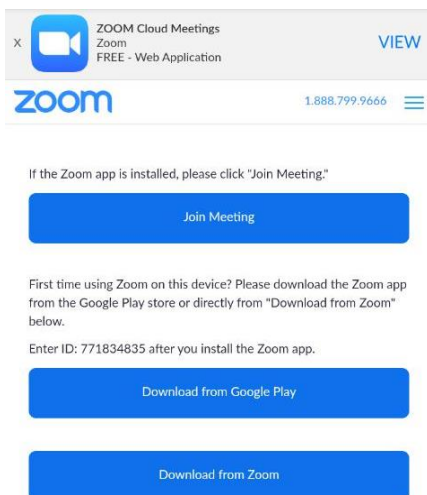 ZOOM Cloud Meetings
x
Zoom
VIEW
FREE - Web Application
zoom
1.888.799.9666
If the Zoom app is installed, please click "Join Meeting."
Join Meeting
First time using Zoom on this device? Please download the Zoom app
from the Google Play store or directly from "Download from Zoom"
below.
Enter ID: 771834835 after you install the Zoom app.
Download from Google Play
Download from Zoom